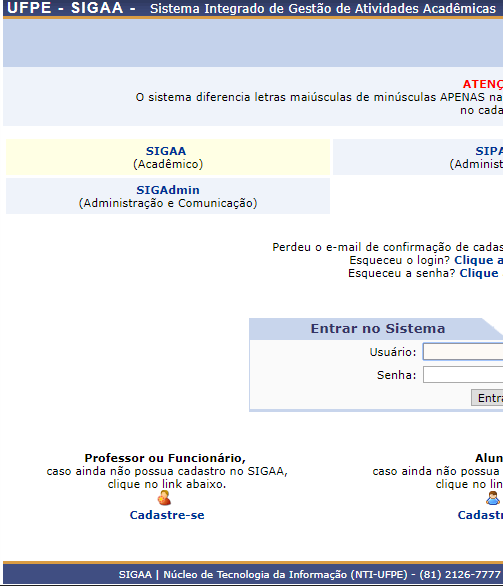 UFPE - SIGAA - Sistema Integrado de Gestão de Atividades Acadêmicas
ATENÇ
O sistema diferencia letras maiúsculas de minúsculas APENAS na
no cada
SIGAA
(Acadêmico)
SIPA
(Administ
SIGAdmin
(Administração e Comunicação)
Perdeu o e-mail de confirmação de cadas
Esqueceu o login? Clique a
Esqueceu a senha? Clique
Entrar no Sistema
Usuário:
Senha:
Entra
Professor ou Funcionário,
caso ainda não possua cadastro no SIGAA,
clique no link abaixo.
Cadastre-se
Alun
caso ainda não possua
clique no lin
Cadastr
SIGAA | Núcleo de Tecnologia da Informação (NTI-UFPE) - (81) 2126-7777